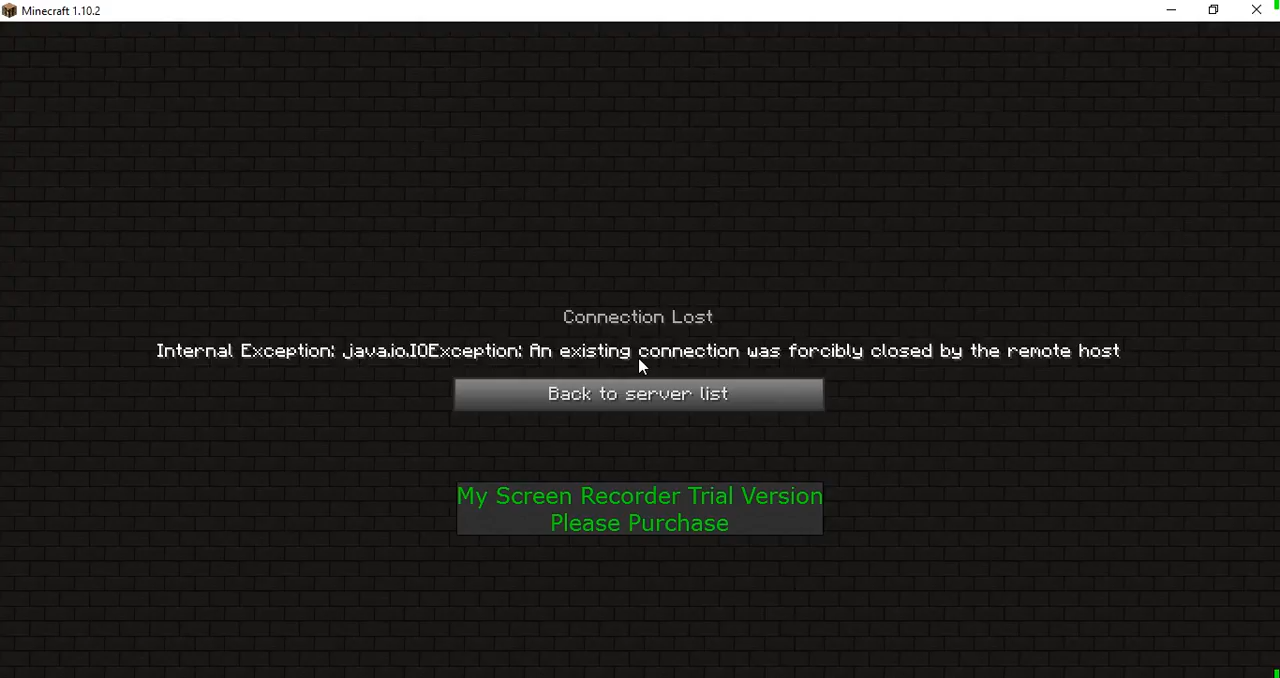 Minecraft 1.10.2
Connection Lost
Internal Exception: java.io.IOException: An existing connection was forcibly closed by the remote host
Back to server list
My Screen Recorder Trial Version
Please Purchase